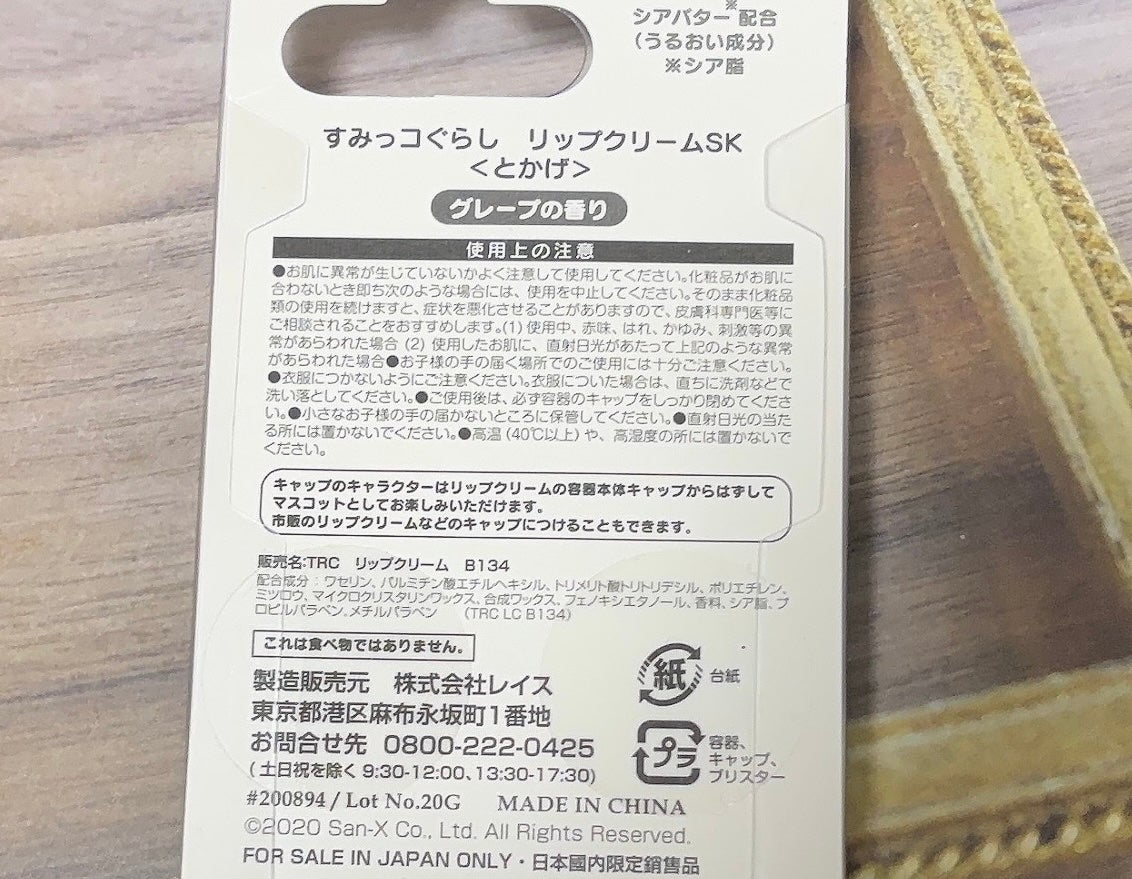 シアバター※配合
（うるおい成分）
※シア脂
すみっコぐらし リップクリームSK
＜とかげ＞
グレープの香り
使用上の注意
●お肌に異常が生じていないかよく注意して使用してください。化粧品がお肌に
合わないとき即ち次のような場合には、使用を中止してください。そのまま化粧品
類の使用を続けますと、症状を悪化させることがありますので、皮膚科専門医等に
ご相談されることをおすすめします。(1) 使用中、赤味、はれ、かゆみ、刺激等の異
常があらわれた場合 (2) 使用したお肌に、直射日光があたって上記のような異常
があらわれた場合●お子様の手の届く場所でのご使用には十分ご注意ください。
●衣服につかないようにご注意ください。衣服についた場合は、直ちに洗剤などで
洗い落としてください。●ご使用後は、必ず容器のキャップをしっかり閉めてくださ
い。●小さなお子様の手の届かないところに保管してください。●直射日光の当た
る所には置かないでください。●高温 (40℃以上) や、高湿度の所には置かないで
ください。
キャップのキャラクターはリップクリームの容器本体キャップからはずして
マスコットとしてお楽しみいただけます。
市販のリップクリームなどのキャップにつけることもできます。
販売名:TRC リップクリーム B134
配合成分：ワセリン、パルミチン酸エチルヘキシル、トリメリト酸トリトリデシル、ポリエチレン、
ミツロウ、マイクロクリスタリンワックス、合成ワックス、フェノキシエタノール、香料、シア脂、プ
ロピルパラベン、メチルパラベン （TRC LC B134）
これは食べ物ではありません。
製造販売元 株式会社レイス
東京都港区麻布永坂町1番地
お問合せ先 0800-222-0425
(土日祝を除く 9:30-12:00、13:30-17:30)
紙 台紙
プラ 容器、
キャップ、
ブリスター
#200894 / Lot No.20G MADE IN CHINA
©2020 San-X Co., Ltd. All Rights Reserved.
FOR SALE IN JAPAN ONLY・日本國内限定銷售品